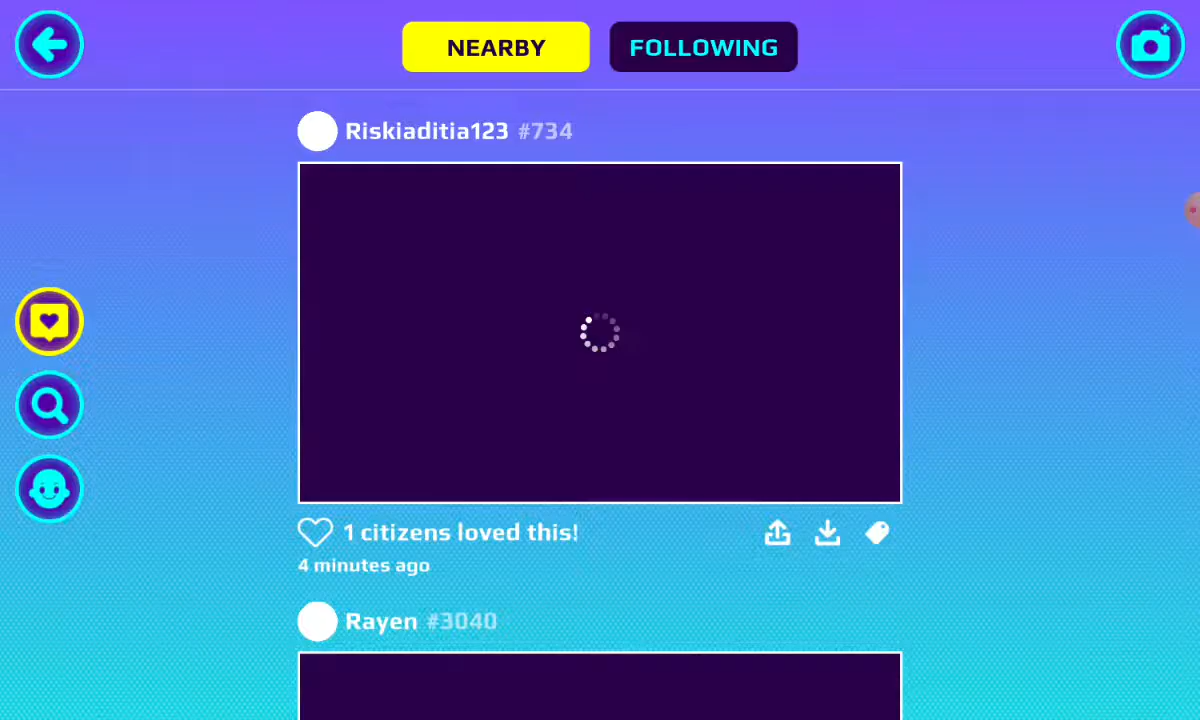 NEARBY
FOLLOWING
Riskiaditia123 #734
1 citizens loved this!
4 minutes ago
Rayen #3040